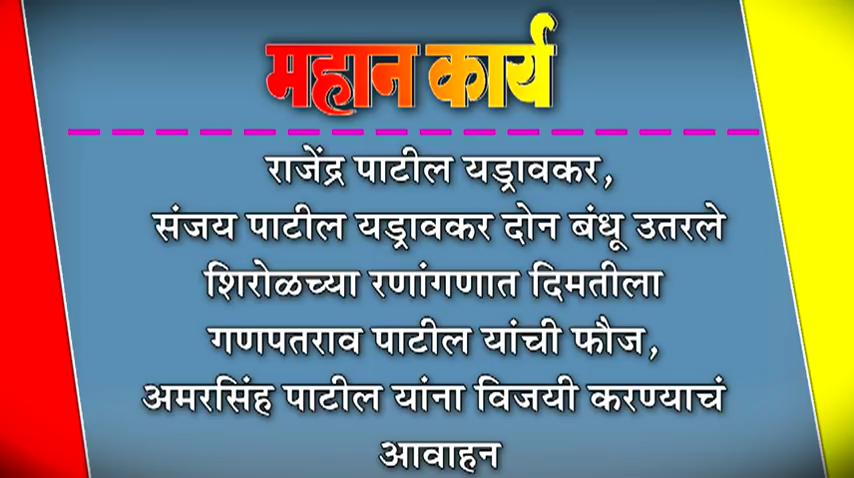 महान कार्य
राजेंद्र पाटील यड्रावकर,
संजय पाटील यड्रावकर दोन बंधू उतरले
शिरोळच्या रणांगणात दिमतीला
गणपतराव पाटील यांची फौज,
अमरसिंह पाटील यांना विजयी करण्याचं
आवाहन